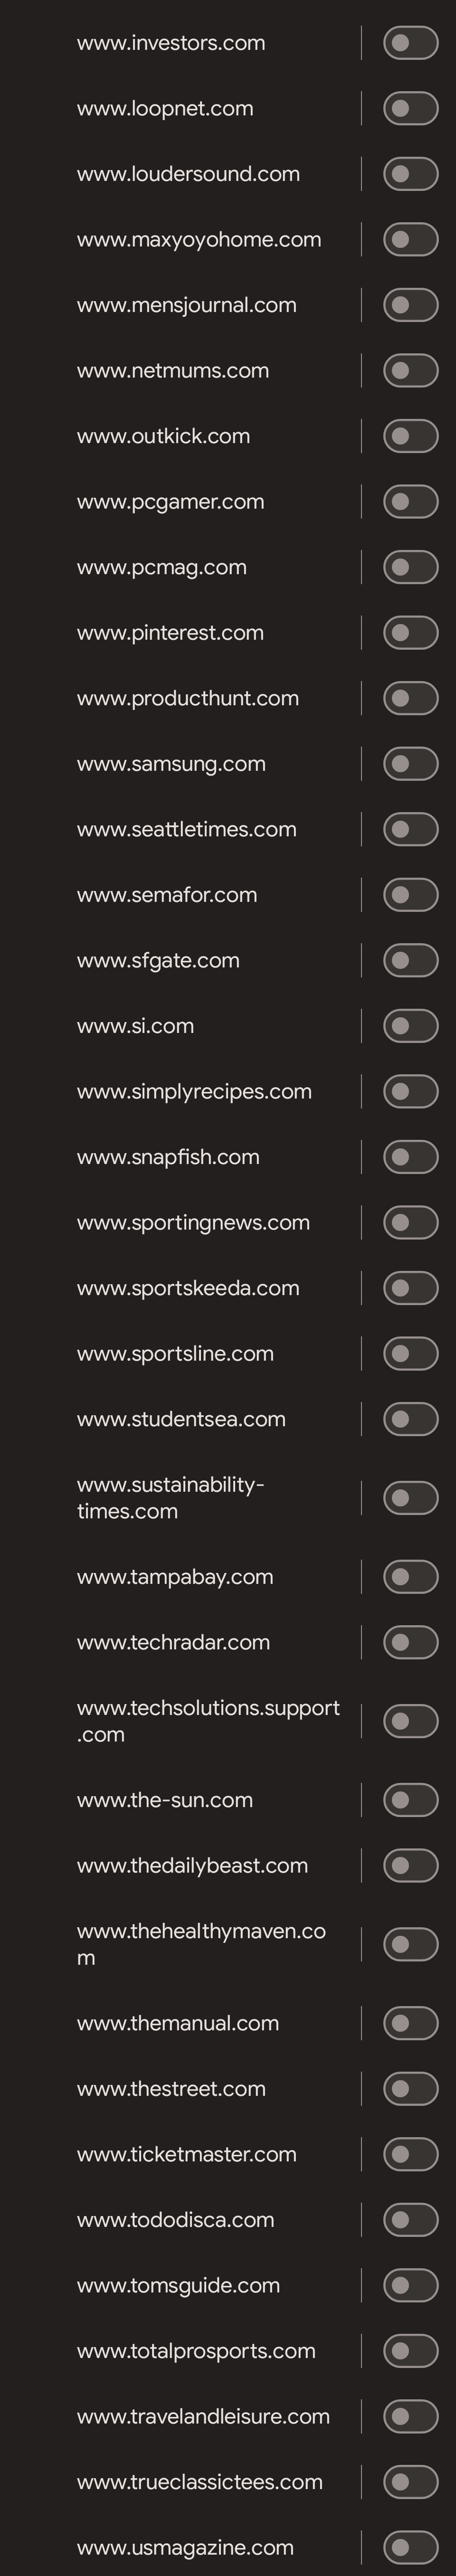 www.investors.com
www.loopnet.com
www.loudersound.com
www.maxyoyohome.com
www.mensjournal.com
www.netmums.com
www.outkick.com
www.pcgamer.com
www.pcmag.com
www.pinterest.com
www.producthunt.com
www.samsung.com
www.seattletimes.com
www.semafor.com
www.sfgate.com
www.si.com
www.simplyrecipes.com
www.snapfish.com
www.sportingnews.com
www.sportskeeda.com
www.sportsline.com
www.studentsea.com
www.sustainability-
times.com
www.tampabay.com
www.techradar.com
www.techsolutions.support
.com
www.the-sun.com
www.thedailybeast.com
www.thehealthymaven.co
m
www.themanual.com
www.thestreet.com
www.ticketmaster.com
www.tododisca.com
www.tomsguide.com
www.totalprosports.com
www.travelandleisure.com
www.trueclassictees.com
www.usmagazine.com